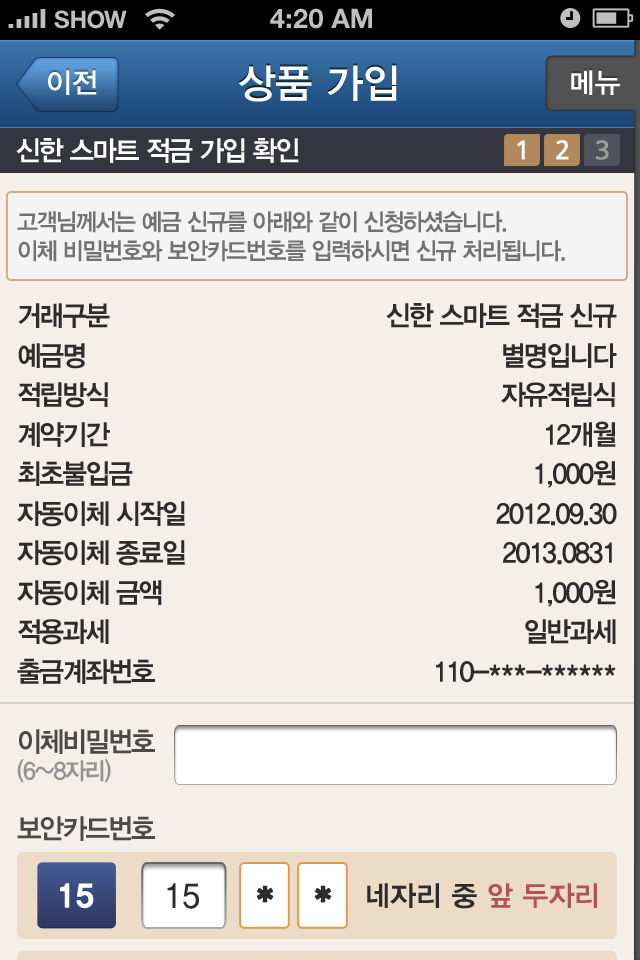 SHOW 4:20 AM
이전 상품 가입 메뉴
신한 스마트 적금 가입 확인 1 2 3
고객님께서는 예금 신규를 아래와 같이 신청하셨습니다.
이체 비밀번호와 보안카드번호를 입력하시면 신규 처리됩니다.
거래구분 신한 스마트 적금 신규
예금명 별명입니다
적립방식 자유적립식
계약기간 12개월
최초불입금 1,000원
자동이체 시작일 2012.09.30
자동이체 종료일 2013.0831
자동이체 금액 1,000원
적용과세 일반과세
출금계좌번호 110-***-******
이체비밀번호
(6~8자리)
보안카드번호
15 15 * * 네자리 중 앞 두자리